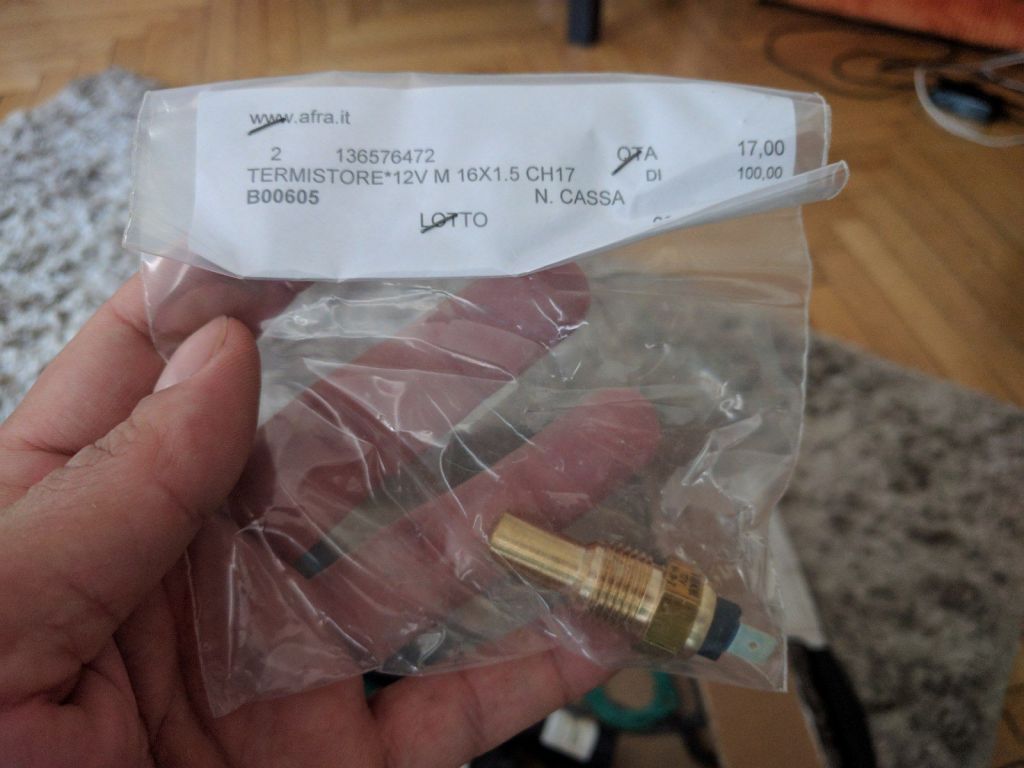 www.afra.it
2 136576472 QTA 17,00
TERMISTORE*12V M 16X1.5 CH17 DI 100,00
B00605 N. CASSA
LOTTO